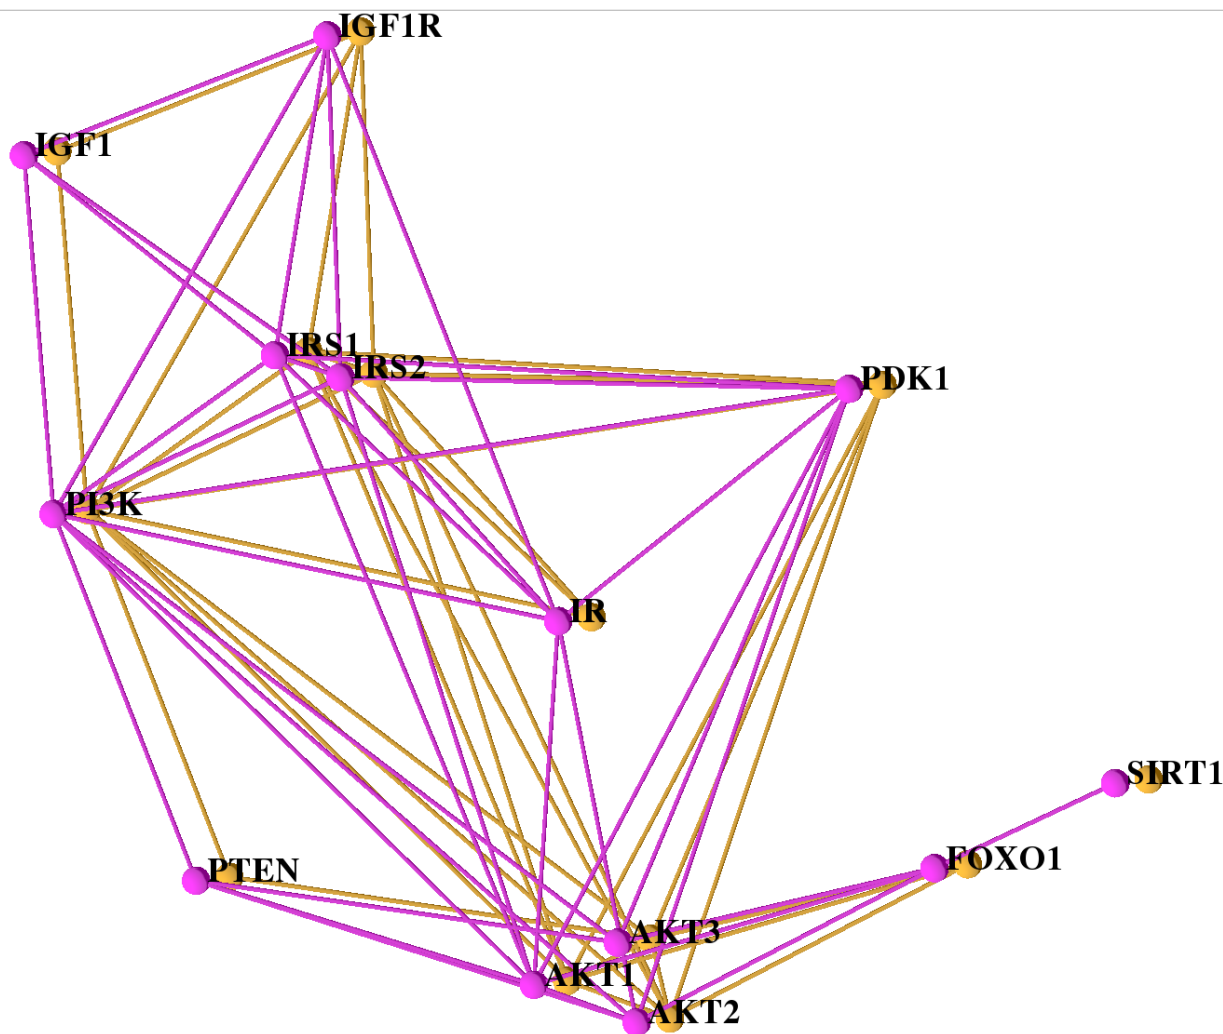 IGF1R
IGF1
IRS1
IRS2
PDK1
PI3K
IR
SIRT1
FOXO1
PTEN
AKT3
AKT1
AKT2